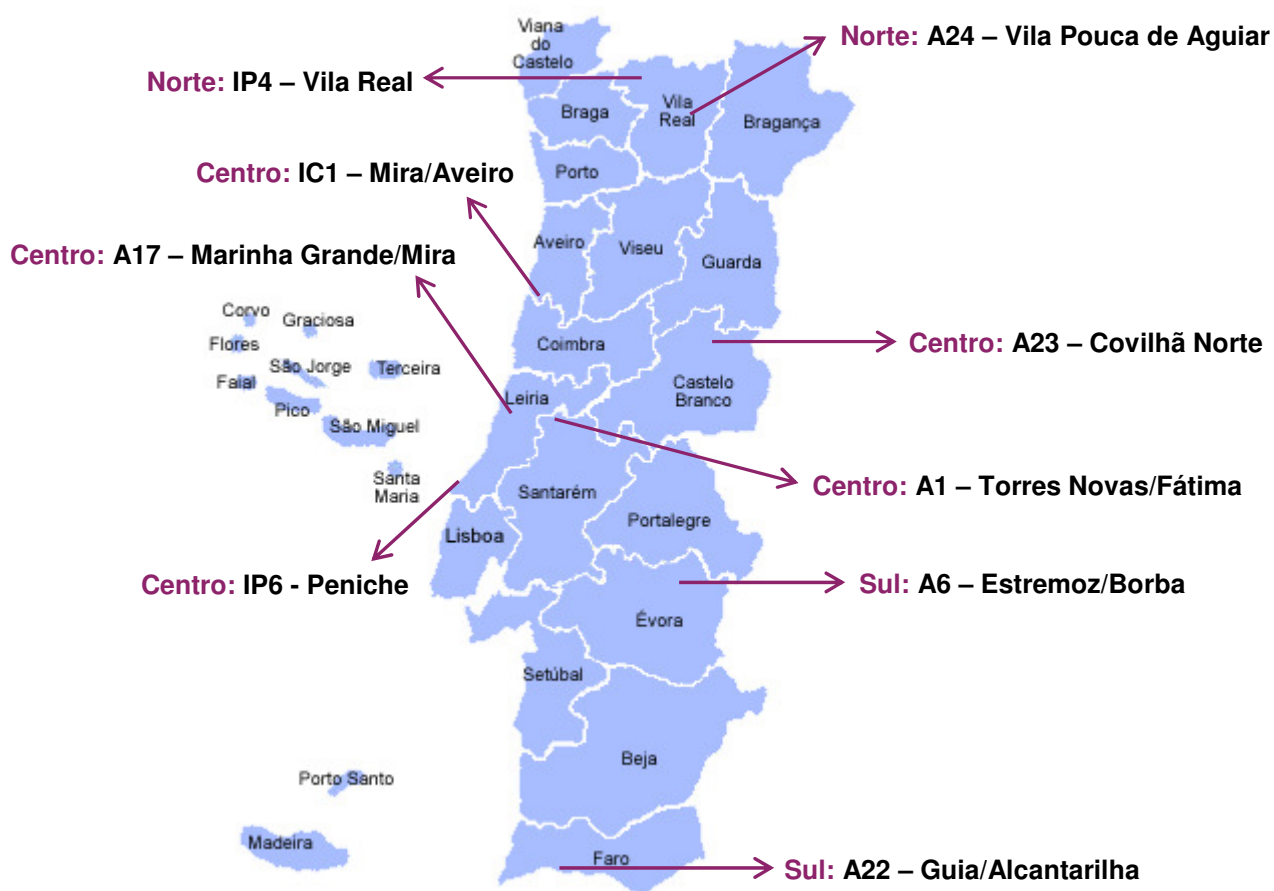 Viana
do
Castelo
Norte: A24 – Vila Pouca de Aguiar
Norte: IP4 – Vila Real
Braga
Vila
Real
Bragança
Centro: IC1 – Mira/Aveiro
Porto
Centro: A17 – Marinha Grande/Mira
Aveiro
Viseu
Guarda
Corvo
Graciosa
Flores
São Jorge
Terceira
Faial
Pico
São Miguel
Santa
Maria
Coimbra
Centro: A23 – Covilhã Norte
Leiria
Castelo
Branco
Santarém
Centro: A1 – Torres Novas/Fátima
Portalegre
Lisboa
Centro: IP6 - Peniche
Sul: A6 – Estremoz/Borba
Évora
Setúbal
Beja
Porto Santo
Madeira
Faro
Sul: A22 – Guia/Alcantarilha